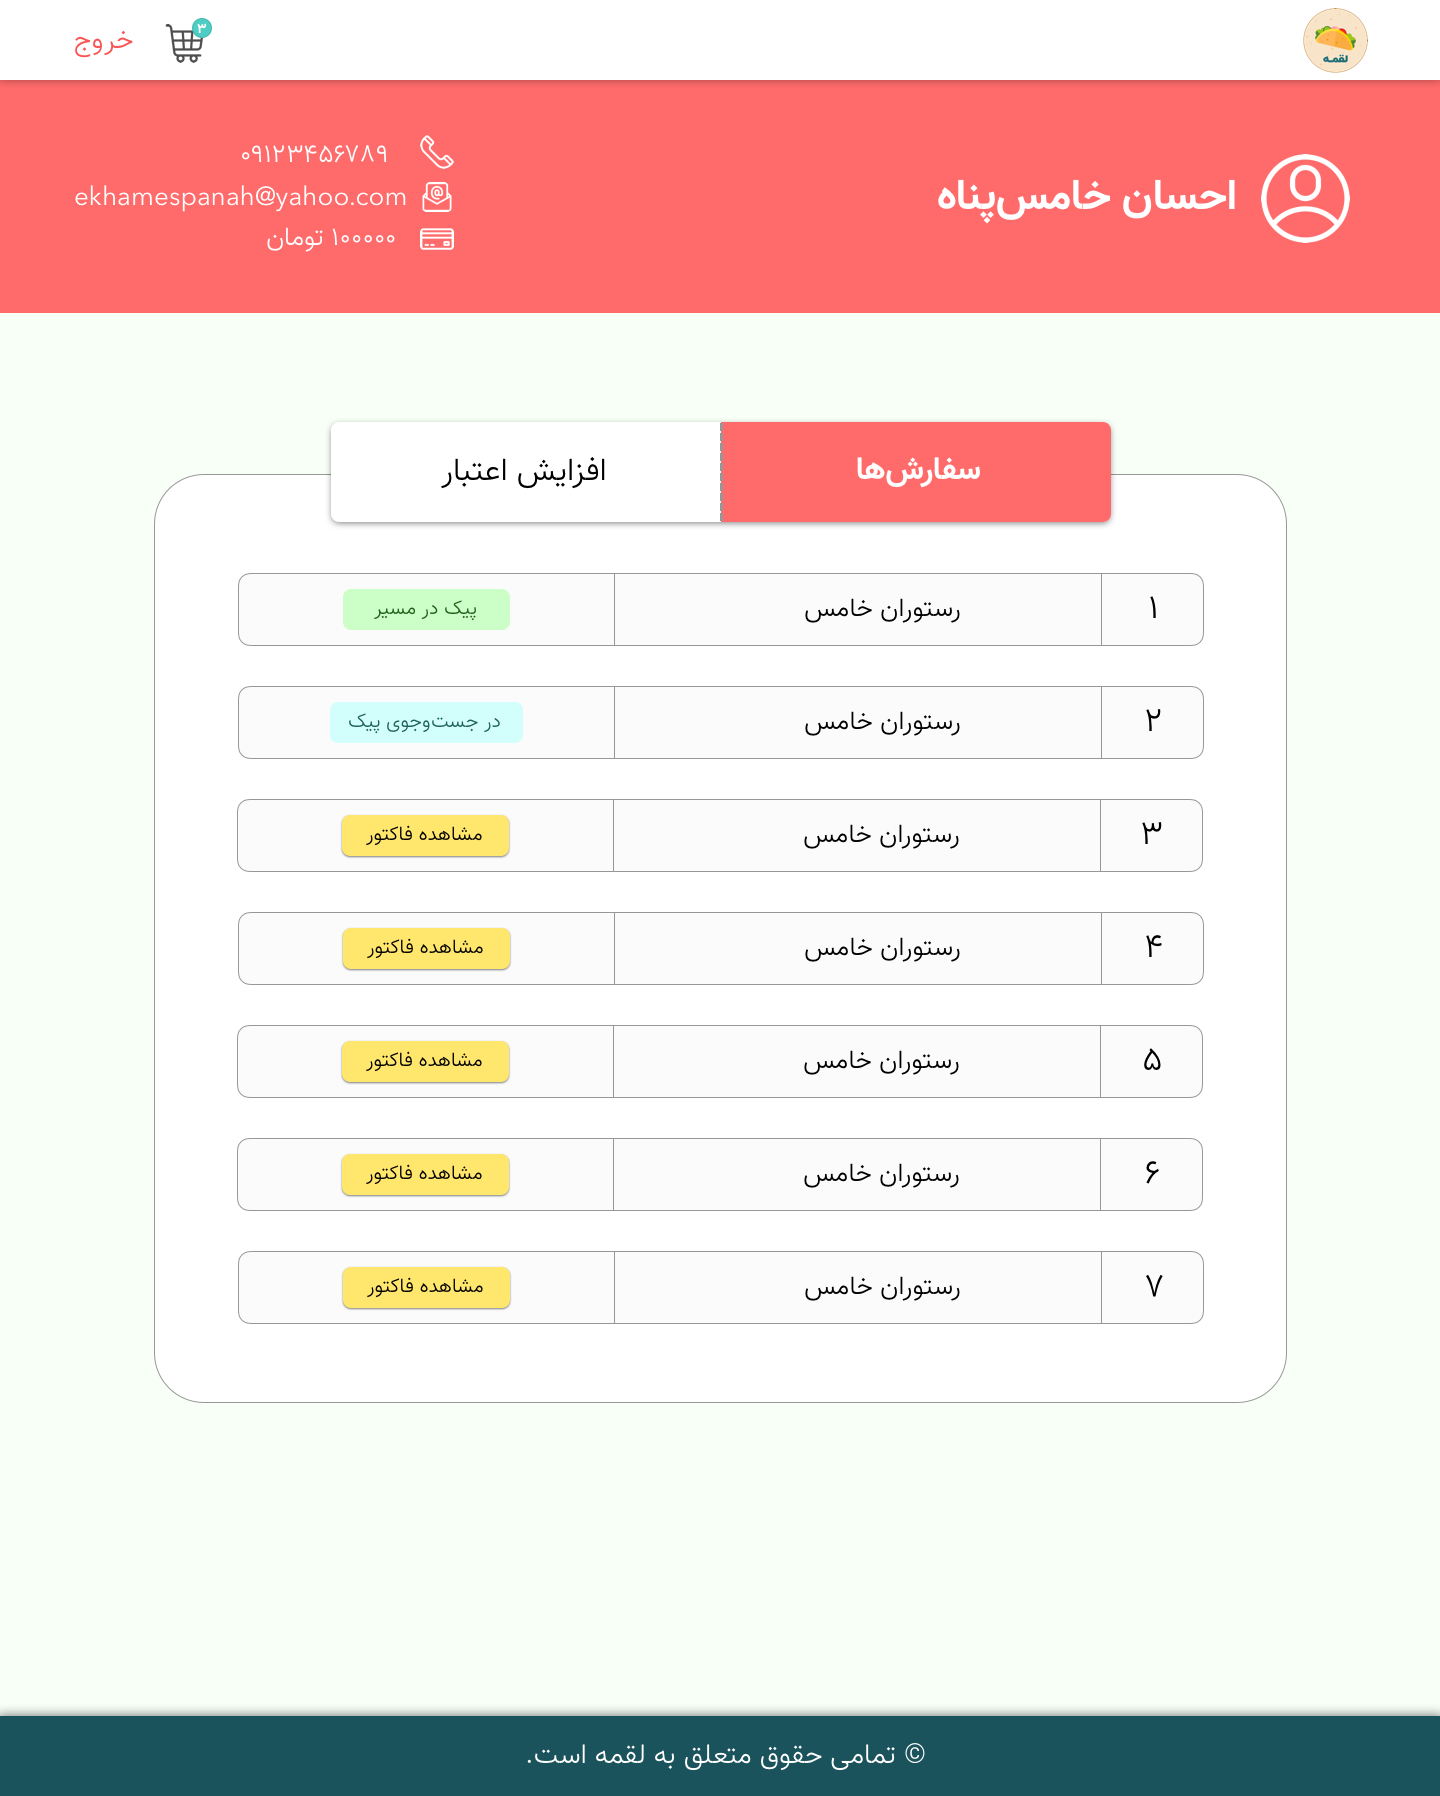 لقمه
۳
خروج
احسان خامس‌پناه
۰۹۱۲۳۴۵۶۷۸۹
ekhamespanah@yahoo.com
۱۰۰۰۰۰ تومان
سفارش‌ها
افزایش اعتبار
۱ رستوران خامس پیک در مسیر
۲ رستوران خامس در جست‌وجوی پیک
۳ رستوران خامس مشاهده فاکتور
۴ رستوران خامس مشاهده فاکتور
۵ رستوران خامس مشاهده فاکتور
۶ رستوران خامس مشاهده فاکتور
۷ رستوران خامس مشاهده فاکتور
© تمامی حقوق متعلق به لقمه است.